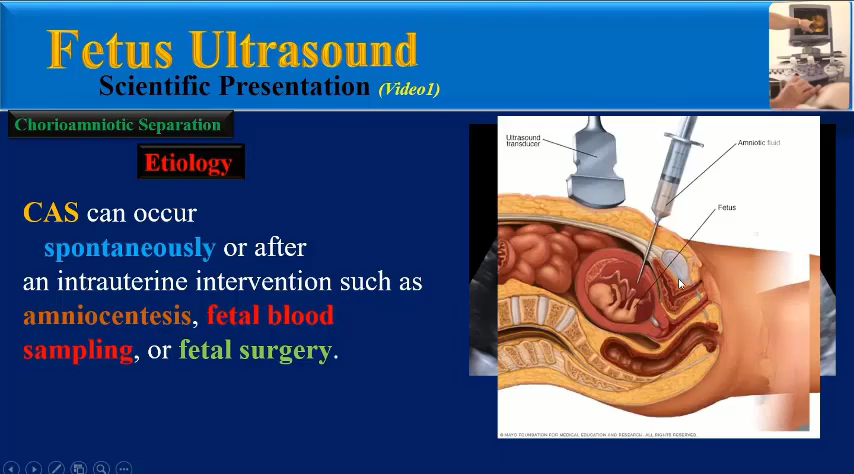 Fetus Ultrasound
Scientific Presentation (Video1)
Chorioamniotic Separation
Etiology
CAS can occur
spontaneously or after
an intrauterine intervention such as
amniocentesis, fetal blood
sampling, or fetal surgery.
Ultrasound
transducer
Amniotic fluid
Fetus
© MAYO FOUNDATION FOR MEDICAL EDUCATION AND RESEARCH. ALL RIGHTS RESERVED.